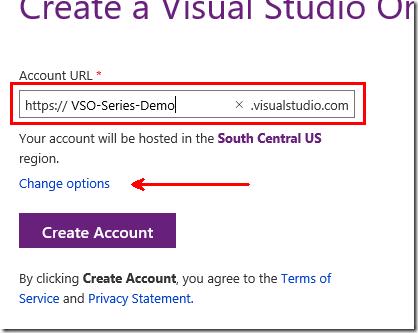 Create a Visual Studio On
Account URL *
https:// VSO-Series-Demo × .visualstudio.com
Your account will be hosted in the South Central US
region.
Change options
Create Account
By clicking Create Account, you agree to the Terms of
Service and Privacy Statement.